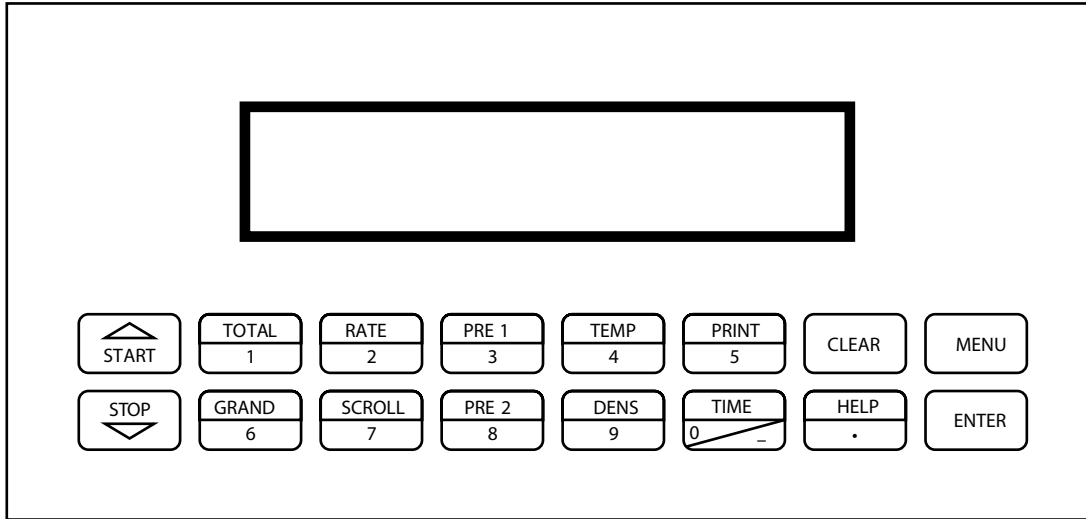 TOTAL RATE PRE 1 TEMP PRINT
START 1 2 3 4 5 CLEAR MENU
STOP GRAND SCROLL PRE 2 DENS TIME HELP
6 7 8 9 0 _ . ENTER